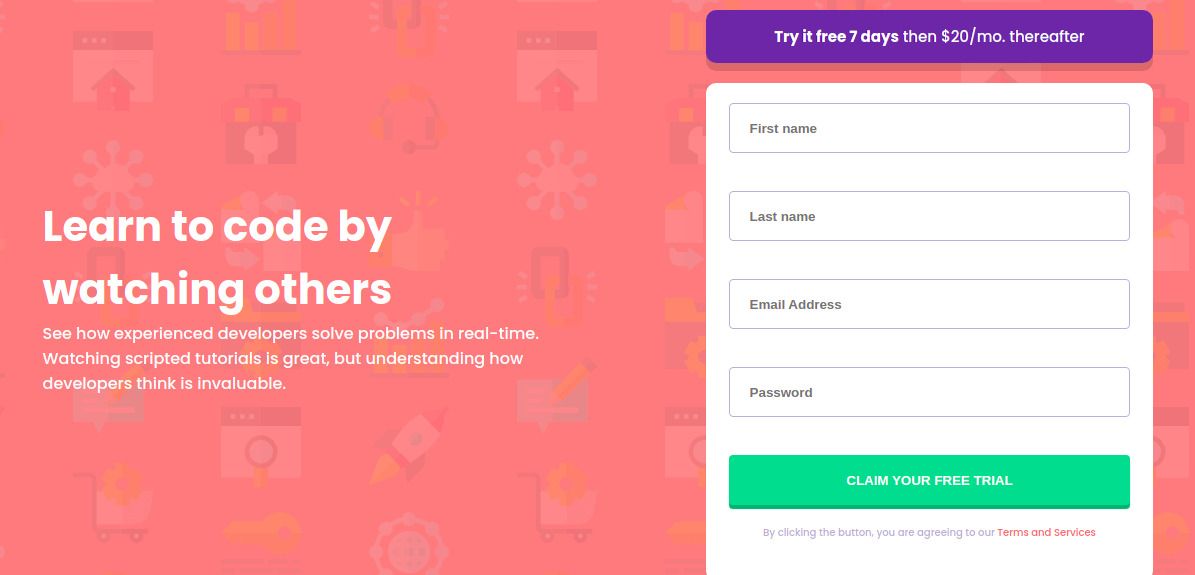 Learn to code by
watching others
See how experienced developers solve problems in real-time.
Watching scripted tutorials is great, but understanding how
developers think is invaluable.
Try it free 7 days then $20/mo. thereafter
First name
Last name
Email Address
Password
CLAIM YOUR FREE TRIAL
By clicking the button, you are agreeing to our Terms and Services